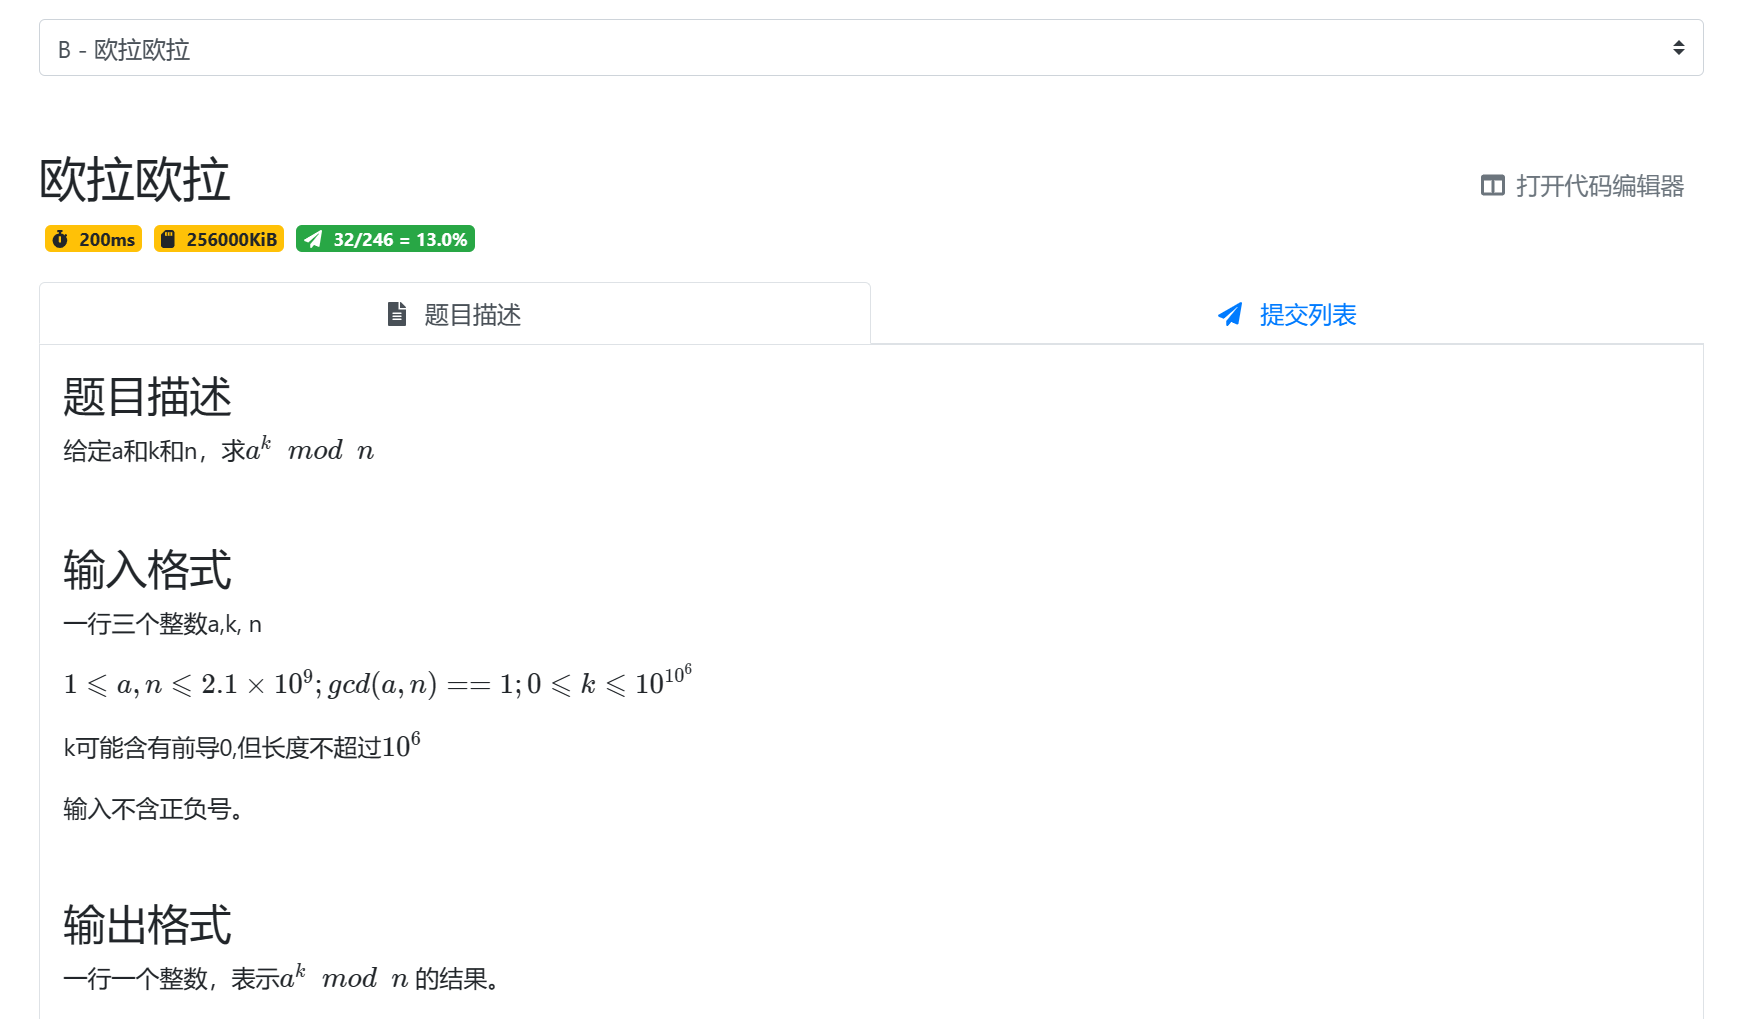 B - 欧拉欧拉
欧拉欧拉
打开代码编辑器
200ms 256000KiB 32/246 = 13.0%
题目描述 提交列表
题目描述
给定a和k和n，求$a^k \mod n$
输入格式
一行三个整数a,k, n
$1 \leqslant a, n \leqslant 2.1 \times 10^9; gcd(a, n) == 1; 0 \leqslant k \leqslant 10^{10^6}$
k可能含有前导0,但长度不超过$10^6$
输入不含正负号。
输出格式
一行一个整数，表示$a^k \mod n$ 的结果。